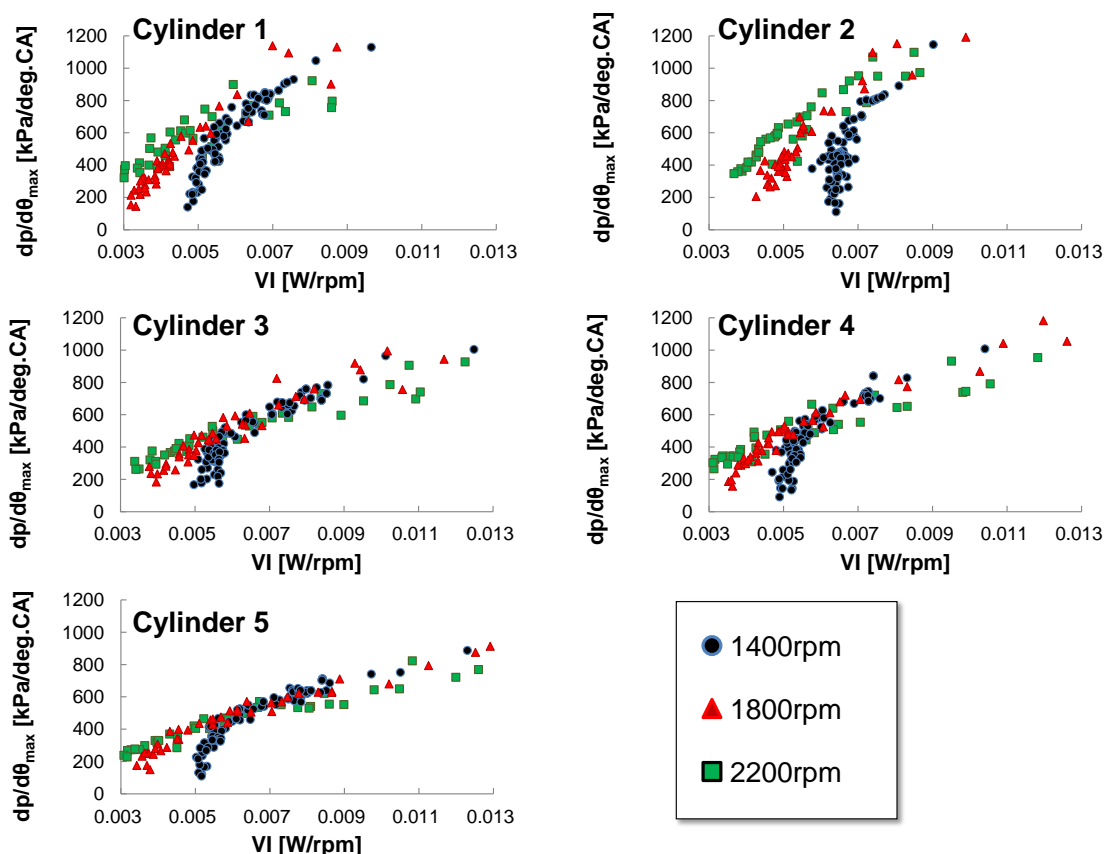 Cylinder 1
dp/dθmax [kPa/deg.CA]
1200
1000
800
600
400
200
0
0.003 0.005 0.007 0.009 0.011 0.013
VI [W/rpm]
Cylinder 2
dp/dθmax [kPa/deg.CA]
1200
1000
800
600
400
200
0
0.003 0.005 0.007 0.009 0.011 0.013
VI [W/rpm]
Cylinder 3
dp/dθmax [kPa/deg.CA]
1200
1000
800
600
400
200
0
0.003 0.005 0.007 0.009 0.011 0.013
VI [W/rpm]
Cylinder 4
dp/dθmax [kPa/deg.CA]
1200
1000
800
600
400
200
0
0.003 0.005 0.007 0.009 0.011 0.013
VI [W/rpm]
Cylinder 5
dp/dθmax [kPa/deg.CA]
1200
1000
800
600
400
200
0
0.003 0.005 0.007 0.009 0.011 0.013
VI [W/rpm]
1400rpm
1800rpm
2200rpm